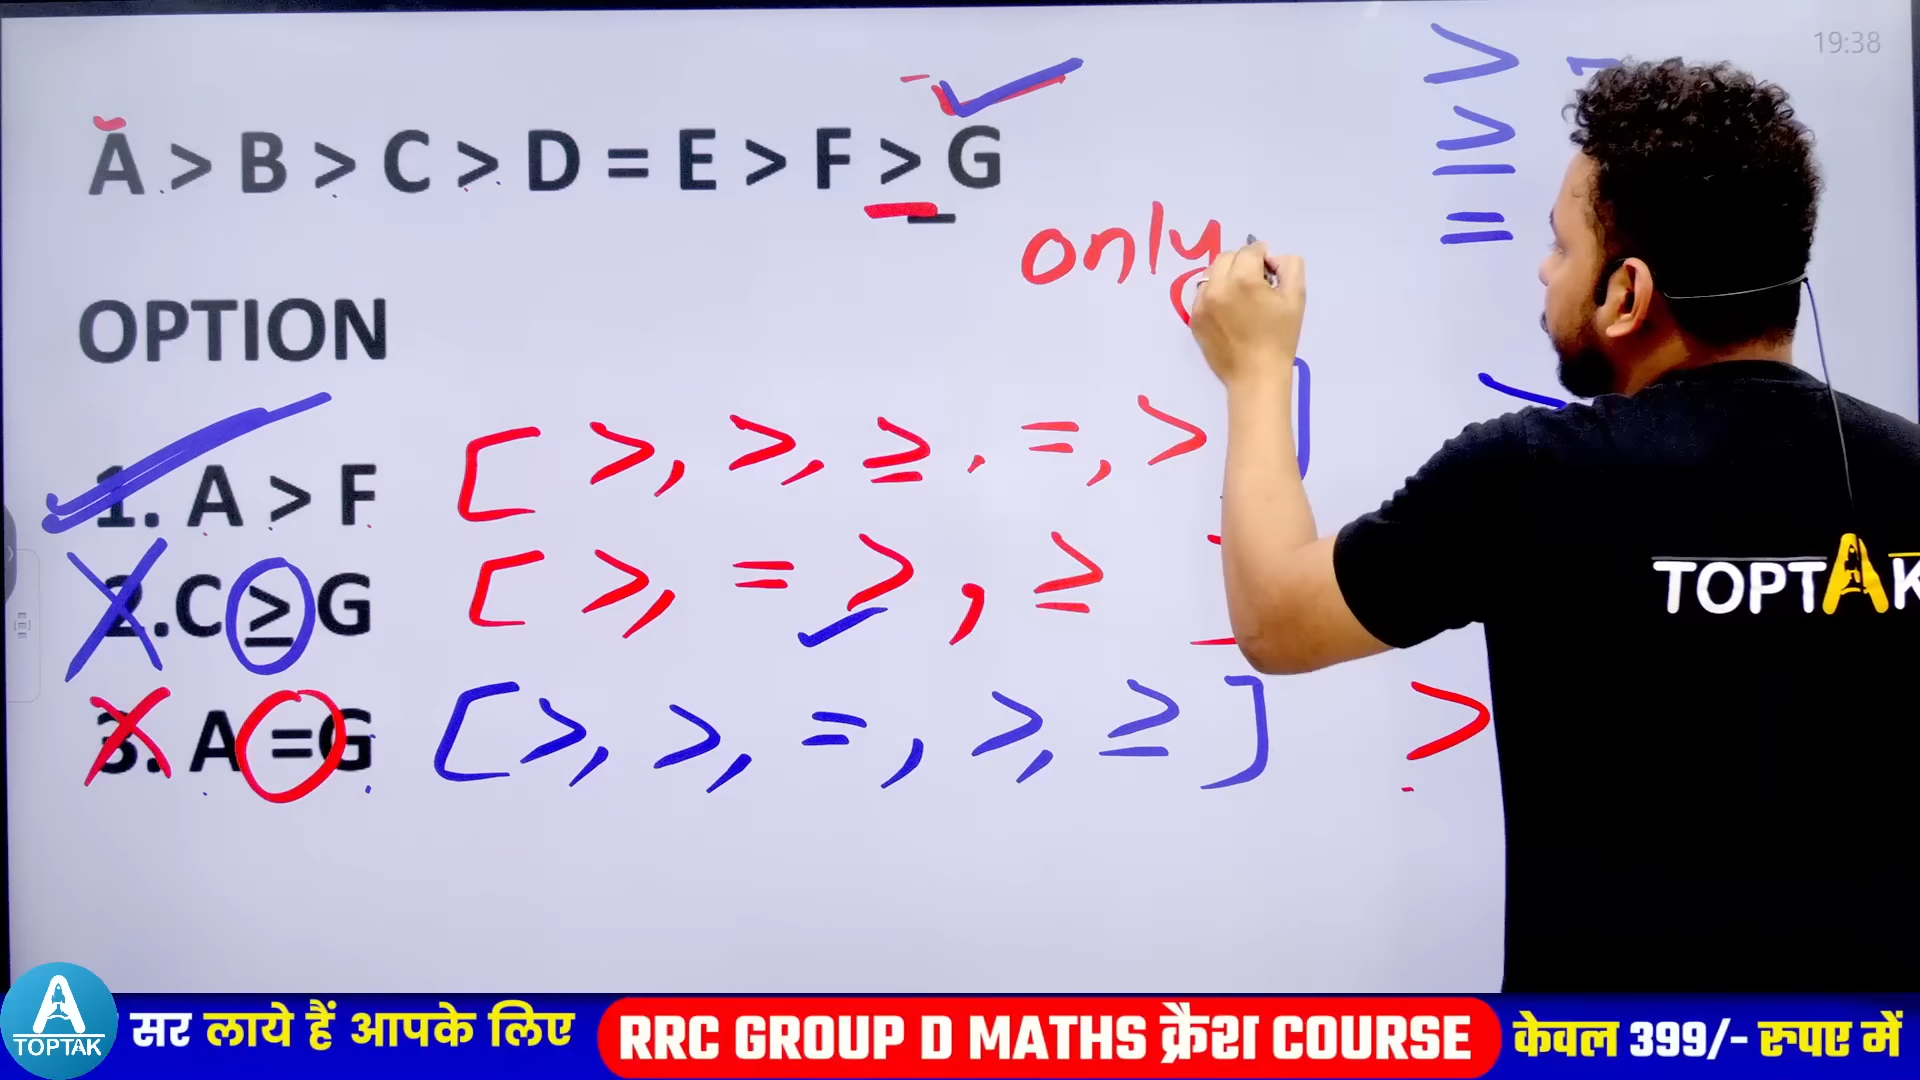 19:38
A > B > C > D = E > F ≥ G
only
>
≥
=
OPTION
1. A > F [ >, >, ≥, =, > ]
2.C ≥ G [ >, = > , ≥ ]
3. A =G [ >, >, =, >, ≥ ] >
TOPTAK
TOPTAK
सर लाये हैं आपके लिए RRC GROUP D MATHS क्रैश COURSE केवल 399/- रुपए में